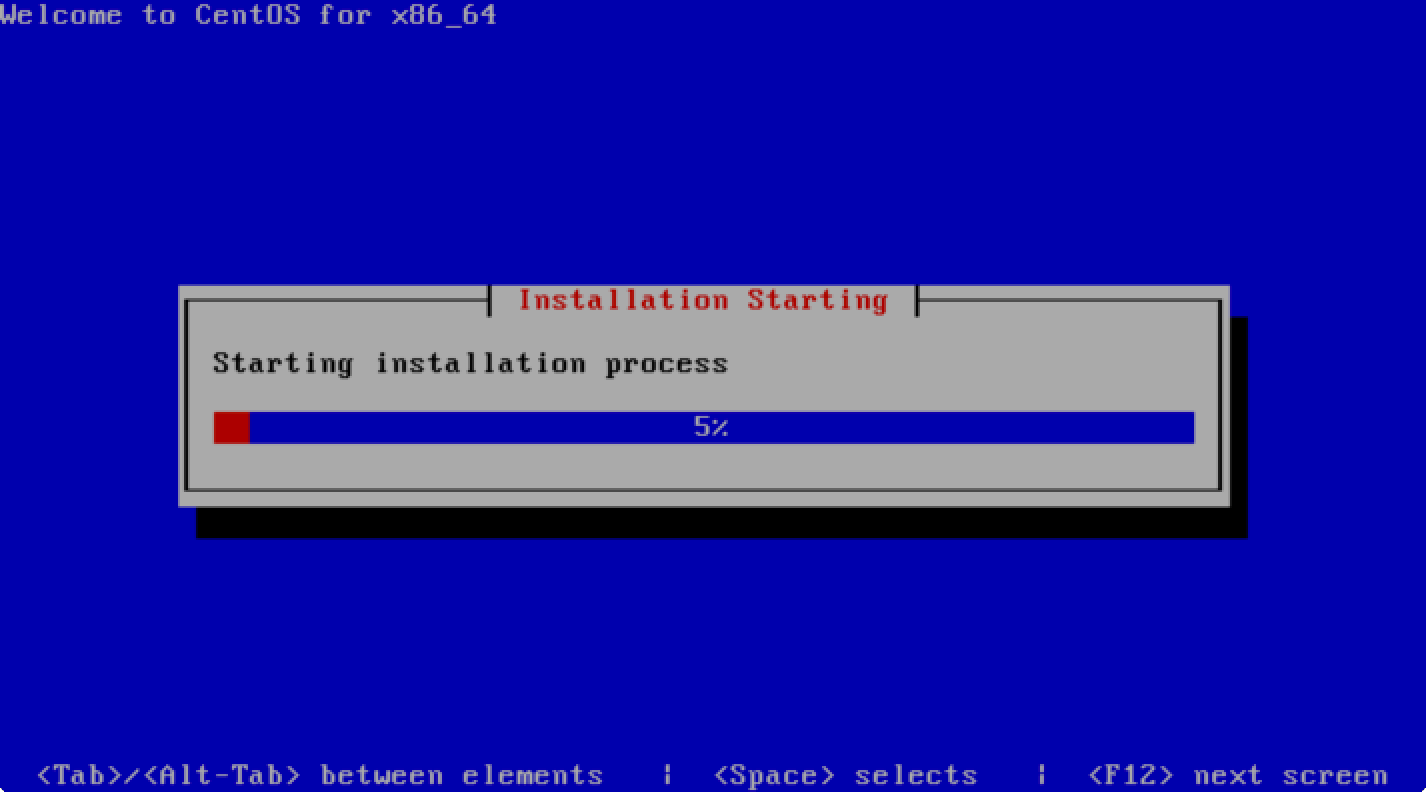 Welcome to CentOS for x86_64
Installation Starting
Starting installation process
5%
<Tab>/<Alt-Tab> between elements | <Space> selects | <F12> next screen